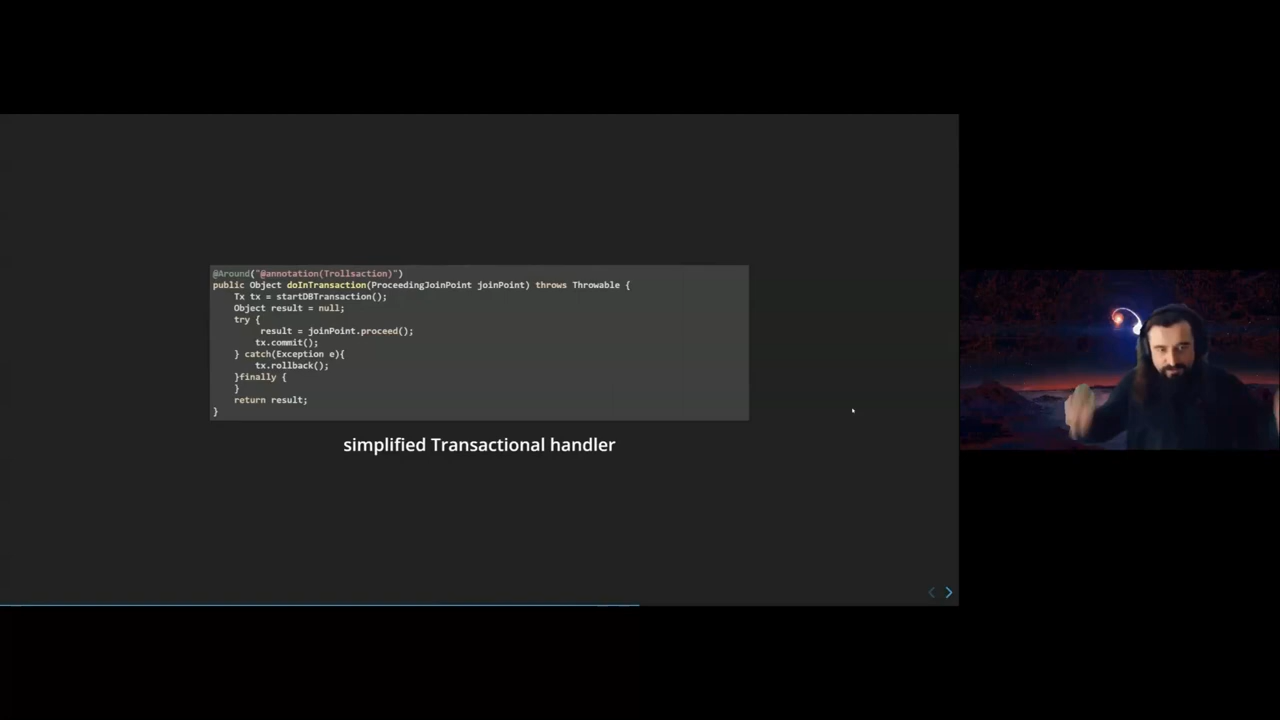 @Around("@annotation(Trollsaction)")
public Object doInTransaction(ProceedingJoinPoint joinPoint) throws Throwable {
Tx tx = startDBTransaction();
Object result = null;
try {
result = joinPoint.proceed();
tx.commit();
} catch(Exception e){
tx.rollback();
}finally {
}
return result;
}
simplified Transactional handler